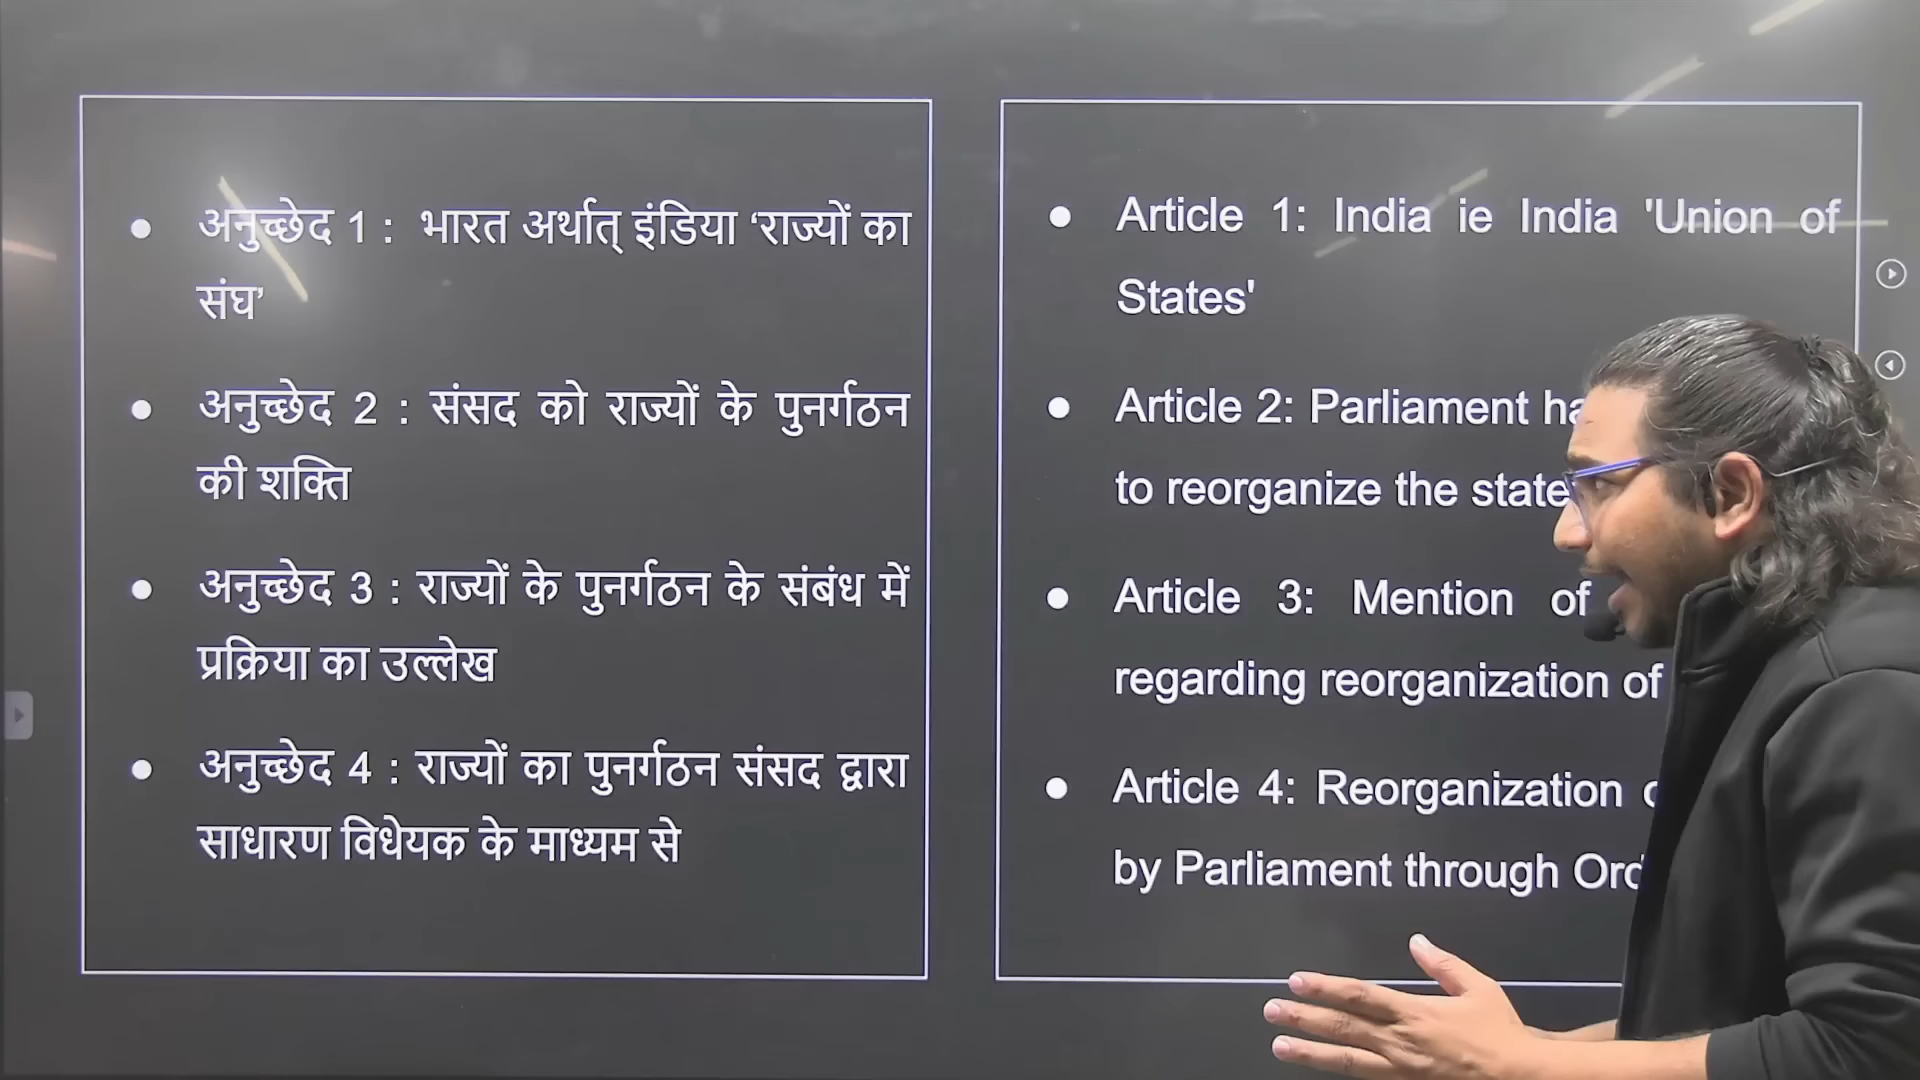 अनुच्छेद 1 : भारत अर्थात् इंडिया ‘राज्यों का
संघ’
अनुच्छेद 2 : संसद को राज्यों के पुनर्गठन
की शक्ति
अनुच्छेद 3 : राज्यों के पुनर्गठन के संबंध में
प्रक्रिया का उल्लेख
अनुच्छेद 4 : राज्यों का पुनर्गठन संसद द्वारा
साधारण विधेयक के माध्यम से
Article 1: India ie India 'Union of
States'
Article 2: Parliament
to reorganize the
Article 3: Mention of
regarding reorganization of
Article 4: Reorganization
by Parliament through